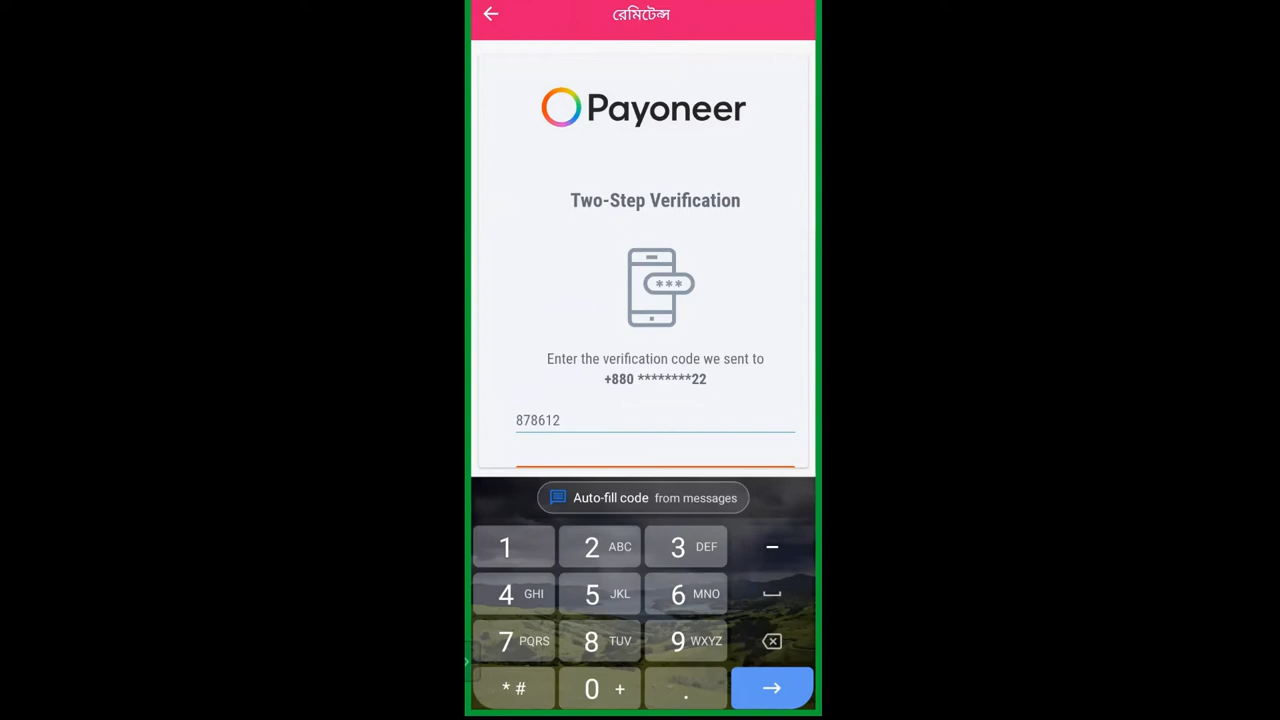 রেমিটেন্স
Payoneer
Two-Step Verification
***
Enter the verification code we sent to
+880 ********22
878612
Auto-fill code from messages
1 2 ABC 3 DEF –
4 GHI 5 JKL 6 MNO
7 PQRS 8 TUV 9 WXYZ
* # 0 + .